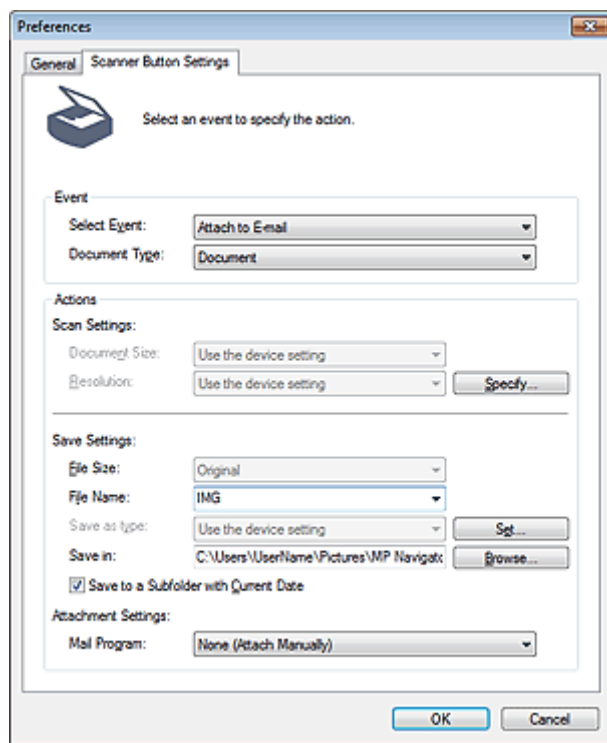 Preferences
General Scanner Button Settings
Select an event to specify the action.
Event
Select Event: Attach to E-mail
Document Type: Document
Actions
Scan Settings:
Document Size: Use the device setting
Resolution: Use the device setting Specify...
Save Settings:
File Size: Original
File Name: IMG
Save as type: Use the device setting Set...
Save in: C:\Users\UserName\Pictures\MP Navigato Browse...
Save to a Subfolder with Current Date
Attachment Settings:
Mail Program: None (Attach Manually)
OK Cancel